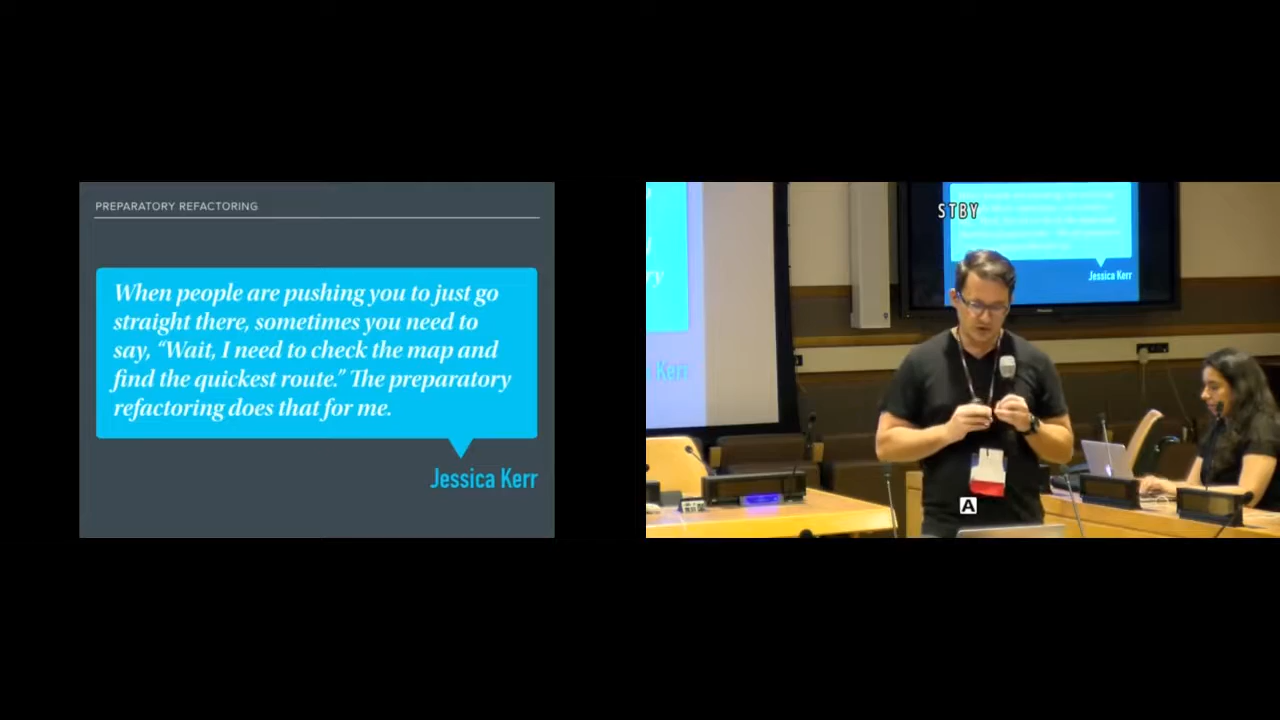 PREPARATORY REFACTORING
When people are pushing you to just go
straight there, sometimes you need to
say, “Wait, I need to check the map and
find the quickest route.” The preparatory
refactoring does that for me.
Jessica Kerr
STBY
Jessica Kerr
A